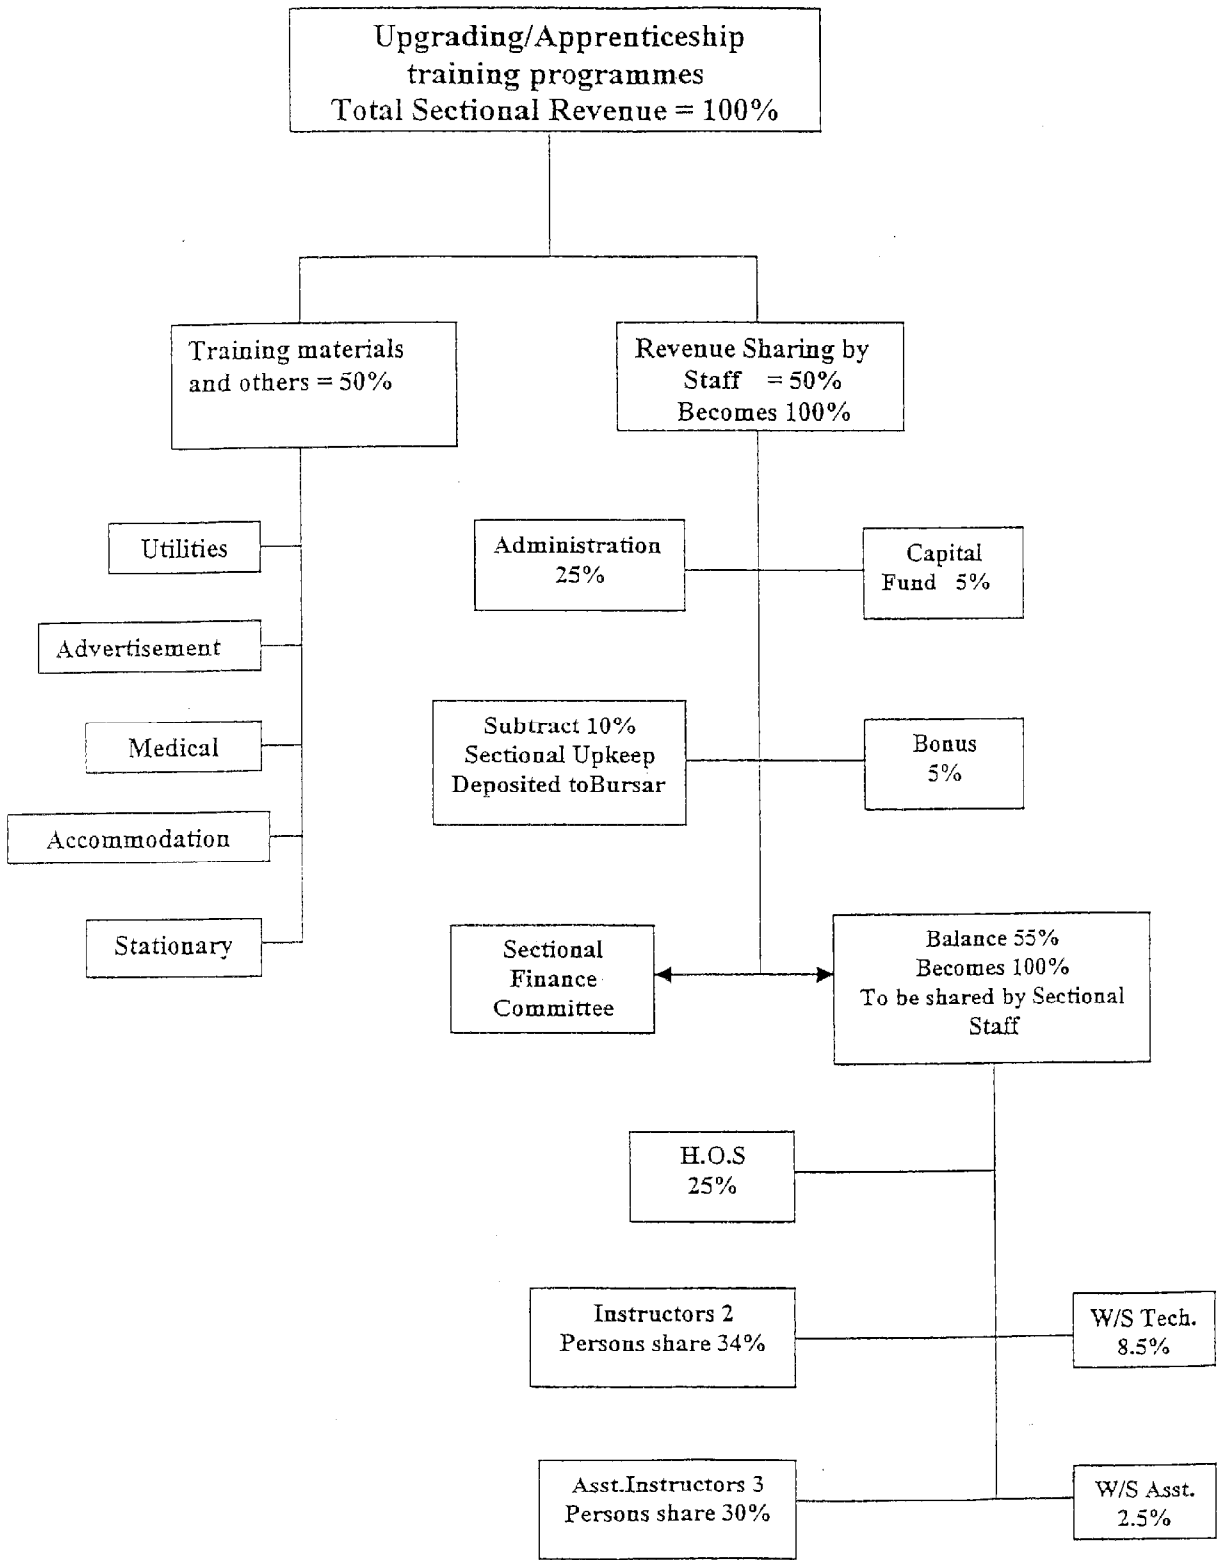 Upgrading/Apprenticeship
training programmes
Total Sectional Revenue = 100%
Training materials
and others = 50%
Revenue Sharing by
Staff = 50%
Becomes 100%
Utilities
Advertisement
Medical
Accommodation
Stationary
Administration
25%
Capital
Fund 5%
Subtract 10%
Sectional Upkeep
Deposited toBursar
Bonus
5%
Sectional
Finance
Committee
Balance 55%
Becomes 100%
To be shared by Sectional
Staff
H.O.S
25%
Instructors 2
Persons share 34%
W/S Tech.
8.5%
Asst.Instructors 3
Persons share 30%
W/S Asst.
2.5%